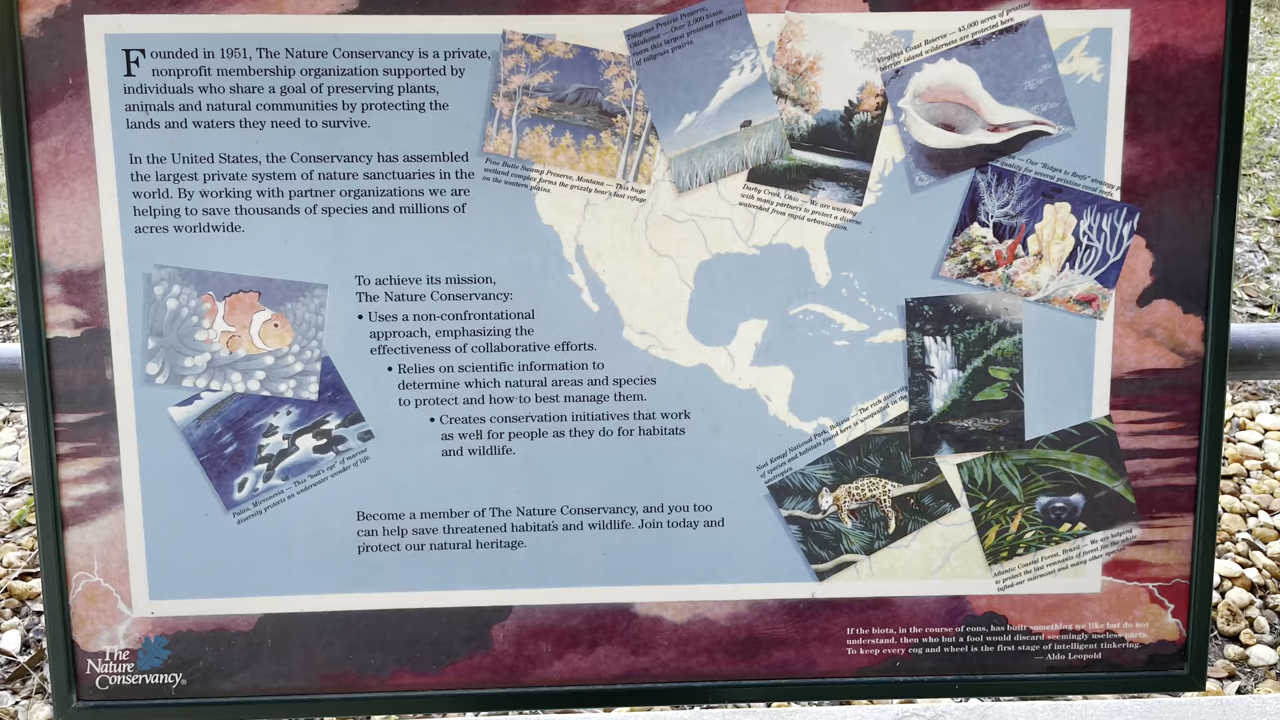 Founded in 1951, The Nature Conservancy is a private,
nonprofit membership organization supported by
individuals who share a goal of preserving plants,
animals and natural communities by protecting the
lands and waters they need to survive.
In the United States, the Conservancy has assembled
the largest private system of nature sanctuaries in the
world. By working with partner organizations we are
helping to save thousands of species and millions of
acres worldwide.
To achieve its mission,
The Nature Conservancy:
• Uses a non-confrontational
approach, emphasizing the
effectiveness of collaborative efforts.
• Relies on scientific information to
determine which natural areas and species
to protect and how to best manage them.
• Creates conservation initiatives that work
as well for people as they do for habitats
and wildlife.
Become a member of The Nature Conservancy, and you too
can help save threatened habitats and wildlife. Join today and
protect our natural heritage.
Pine Butte Swamp Preserve, Montana — This huge
wetland complex forms the grizzly bear's last refuge
on the western plains.
Tallgrass Prairie Preserve,
Oklahoma — Over 2,000 bison
roam this largest protected remnant
of tallgrass prairie.
Darby Creek, Ohio — We are working
with many partners to protect a diverse
watershed from rapid urbanization.
Virginia Coast Reserve — 45,000 acres of pristine
barrier island wilderness are protected here.
— Our "Ridges to Reefs" strategy
quality for several pristine coral reefs.
Palau, Micronesia — This "bull's eye" of marine
diversity protects an underwater wonder of life.
Noel Kempf National Park, Bolivia — The rich diversity
of species and habitats found here is unequalled in the
neotropics.
Atlantic Coastal Forest, Brazil — We are helping
to protect the last remnants of forest for the white
tufted-ear marmoset and many other species.
If the biota, in the course of eons, has built something we like but do not
understand, then who but a fool would discard seemingly useless parts.
To keep every cog and wheel is the first stage of intelligent tinkering.
— Aldo Leopold
The
Nature
Conservancy®